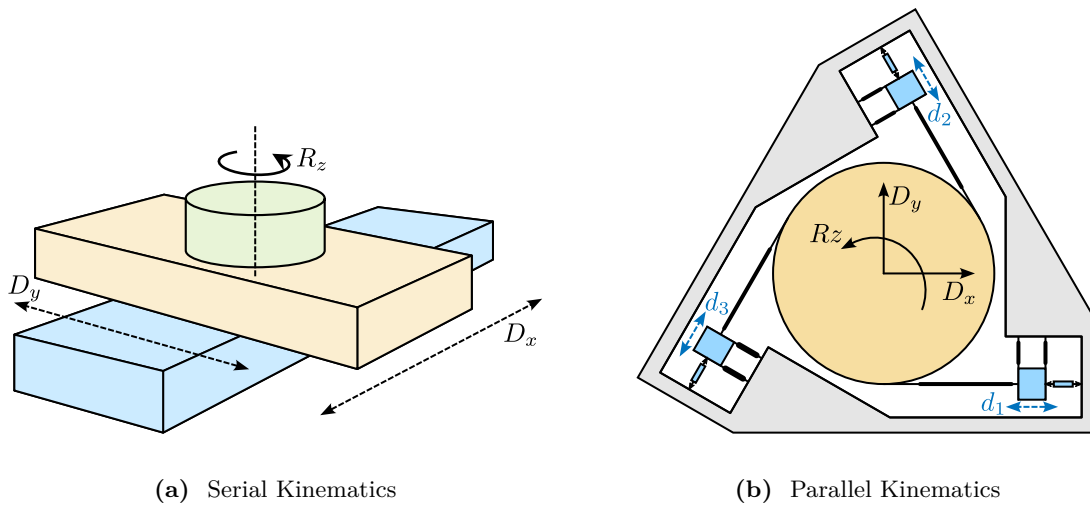 R_z
D_y
D_x
(a) Serial Kinematics
d_2
D_y
Rz
D_x
d_3
d_1
(b) Parallel Kinematics